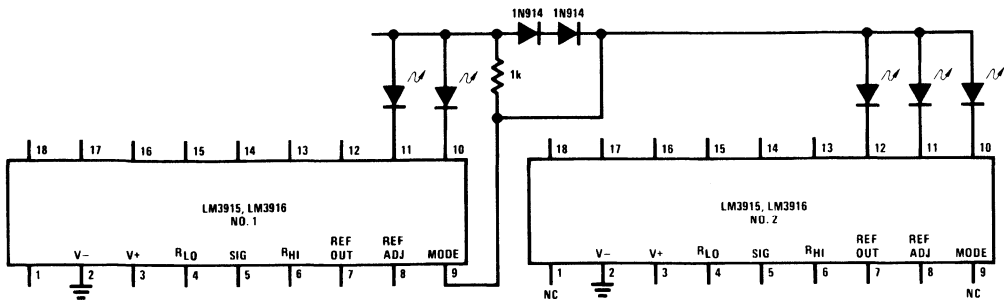 1N914 1N914
1k
18 17 16 15 14 13 12 11 10
LM3915, LM3916
NO. 1
V− V+ RLO SIG RHI REF OUT REF ADJ MODE
1 2 3 4 5 6 7 8 9
18 17 16 15 14 13 12 11 10
LM3915, LM3916
NO. 2
V− V+ RLO SIG RHI REF OUT REF ADJ MODE
1 2 3 4 5 6 7 8 9
NC NC